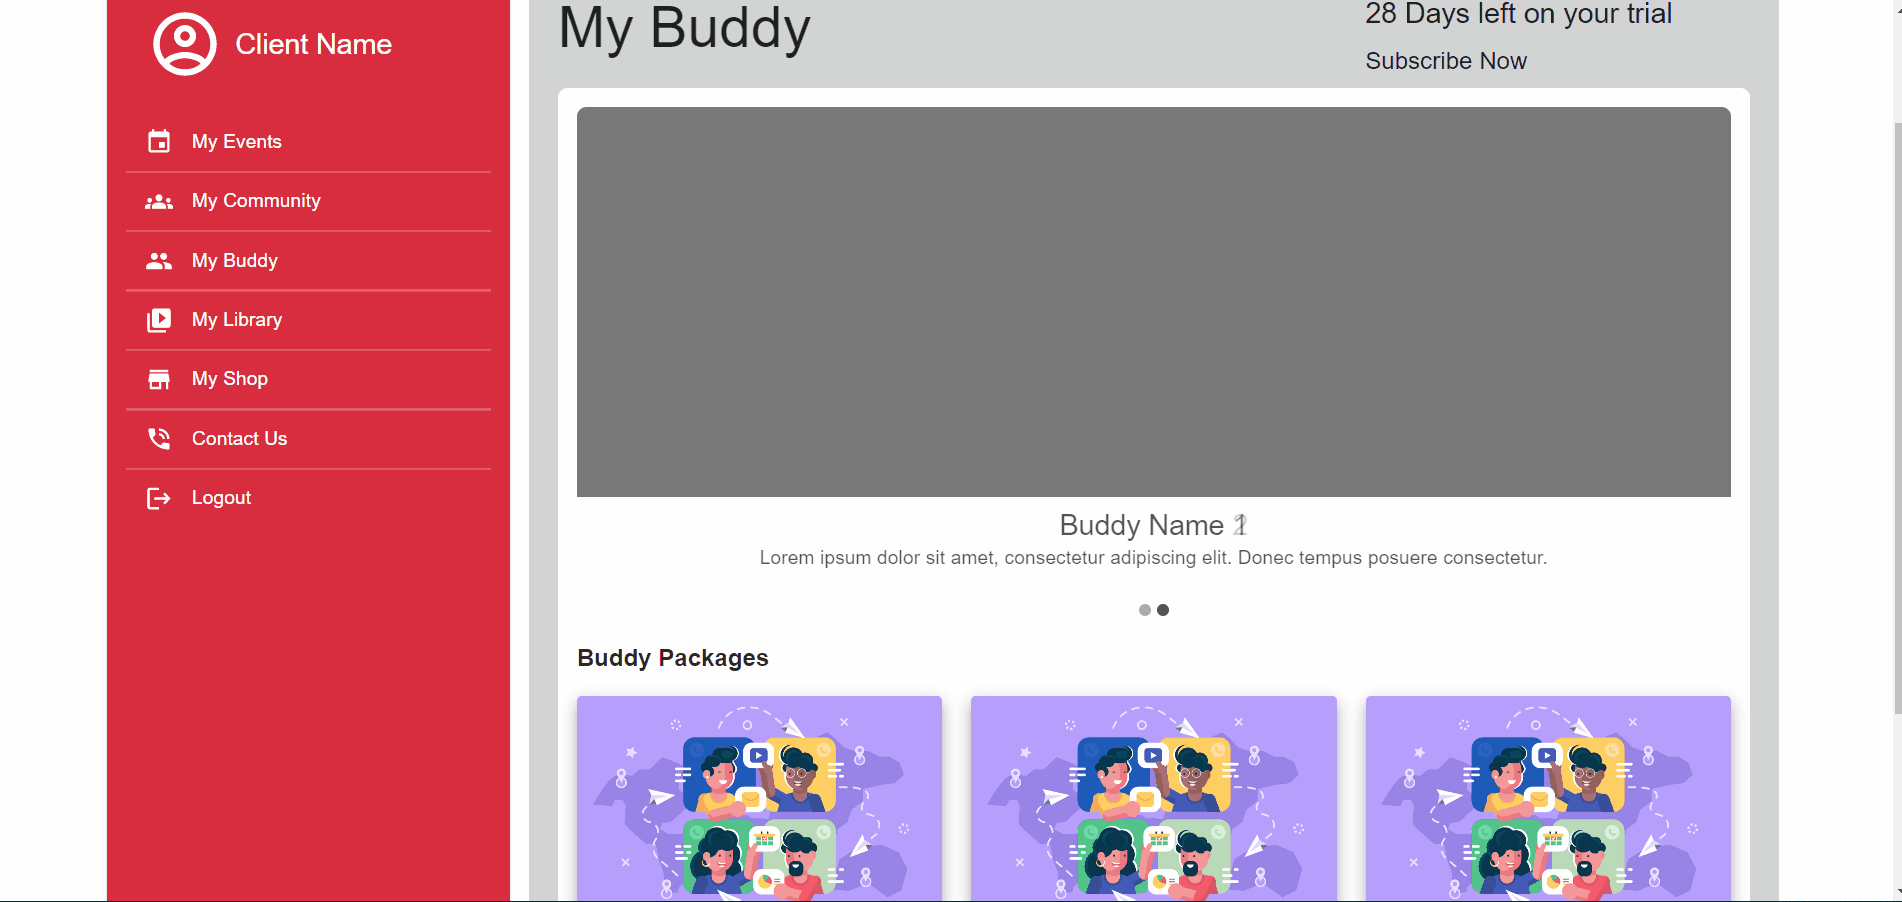 Client Name
My Events
My Community
My Buddy
My Library
My Shop
Contact Us
Logout
My Buddy
28 Days left on your trial
Subscribe Now
Buddy Name
Lorem ipsum dolor sit amet, consectetur adipiscing elit. Donec tempus posuere consectetur.
Buddy Packages